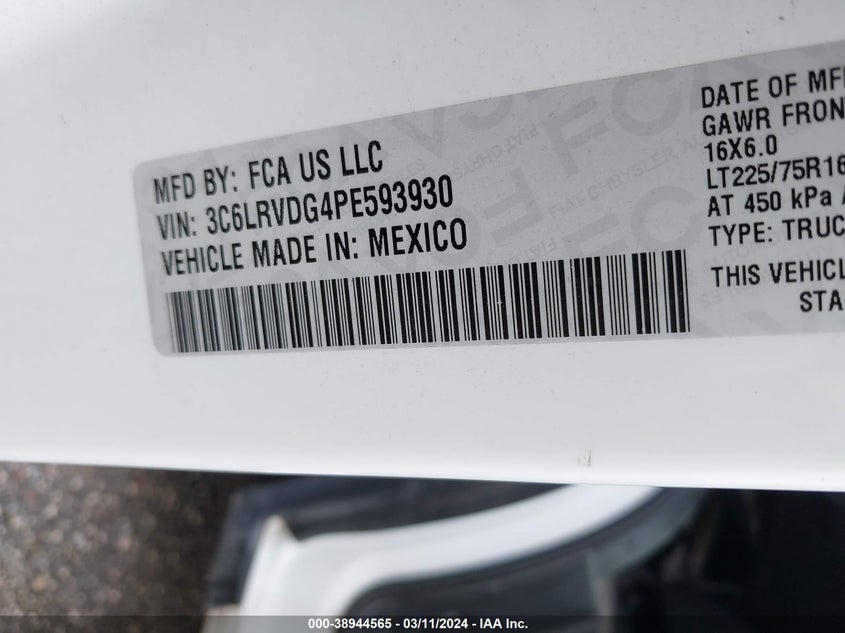 MFD BY: FCA US LLC
VIN: 3C6LRVDG4PE593930
VEHICLE MADE IN: MEXICO
DATE OF MF
GAWR FRON
16X6.0
LT225/75R16
AT 450 kPa
TYPE: TRUC
THIS VEHICL
STA
000-38944565 - 03/11/2024 - IAA Inc.